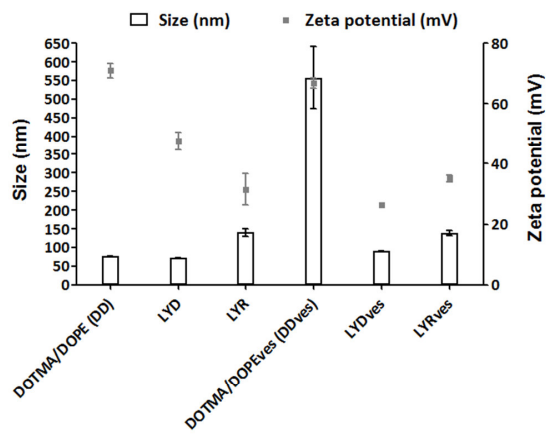 Size (nm) Zeta potential (mV)
650
600
550
500
450
400
350
300
250
200
150
100
50
0
Size (nm)
80
60
40
20
0
Zeta potential (mV)
DOTMA/DOPE (DD)
LYD
LYR
DOTMA/DOPEves (DDves)
LYDves
LYRves